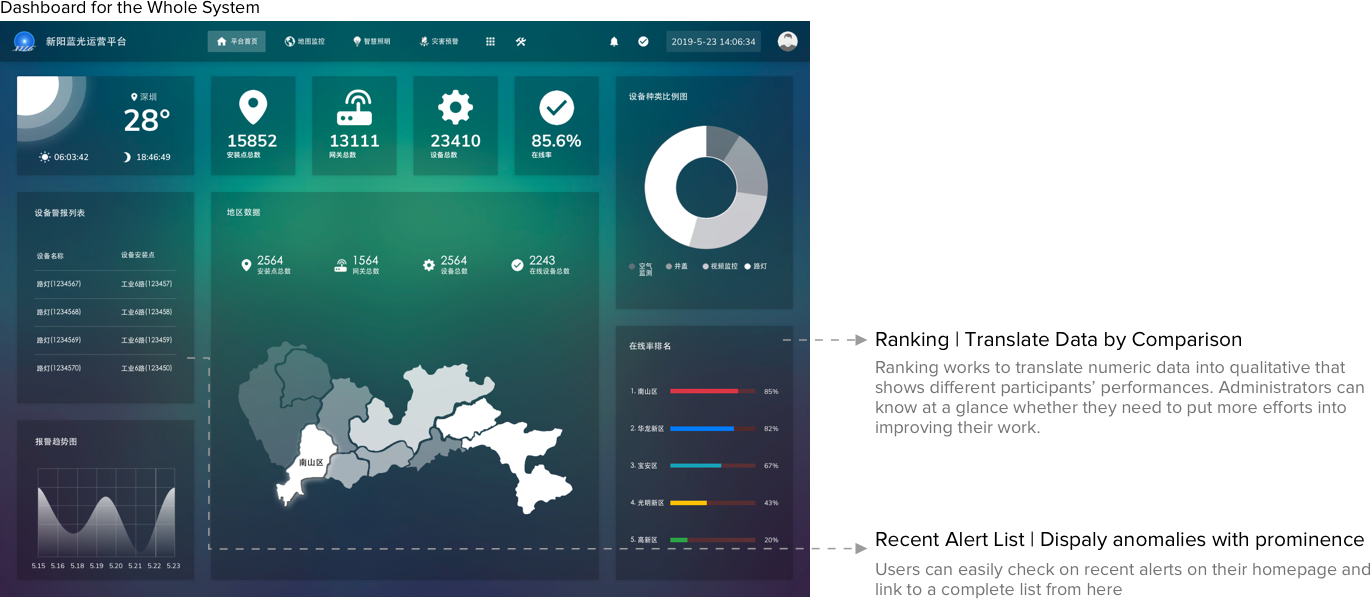 Dashboard for the Whole System
新阳蓝光运营平台
平台首页
地图监控
智慧照明
灾害预警
2019-5-23 14:06:34
深圳
28°
06:03:42
18:46:49
15852
安装点总数
13111
网关总数
23410
设备总数
85.6%
在线率
设备种类比例图
空气
监测
井盖
视频监控
路灯
设备警报列表
设备名称 设备安装点
路灯(1234567) 工业6路(123457)
路灯(1234568) 工业6路(123458)
路灯(1234569) 工业6路(123459)
路灯(1234570) 工业6路(123450)
地区数据
2564
安装点总数
1564
网关总数
2564
设备总数
2243
在线设备总数
南山区
报警趋势图
5.15 5.16 5.18 5.19 5.20 5.21 5.22 5.23
在线率排名
1. 南山区 85%
2. 华龙新区 82%
3. 宝安区 67%
4. 光明新区 43%
5. 高新区 20%
Ranking | Translate Data by Comparison
Ranking works to translate numeric data into qualitative that
shows different participants’ performances. Administrators can
know at a glance whether they need to put more efforts into
improving their work.
Recent Alert List | Dispaly anomalies with prominence
Users can easily check on recent alerts on their homepage and
link to a complete list from here